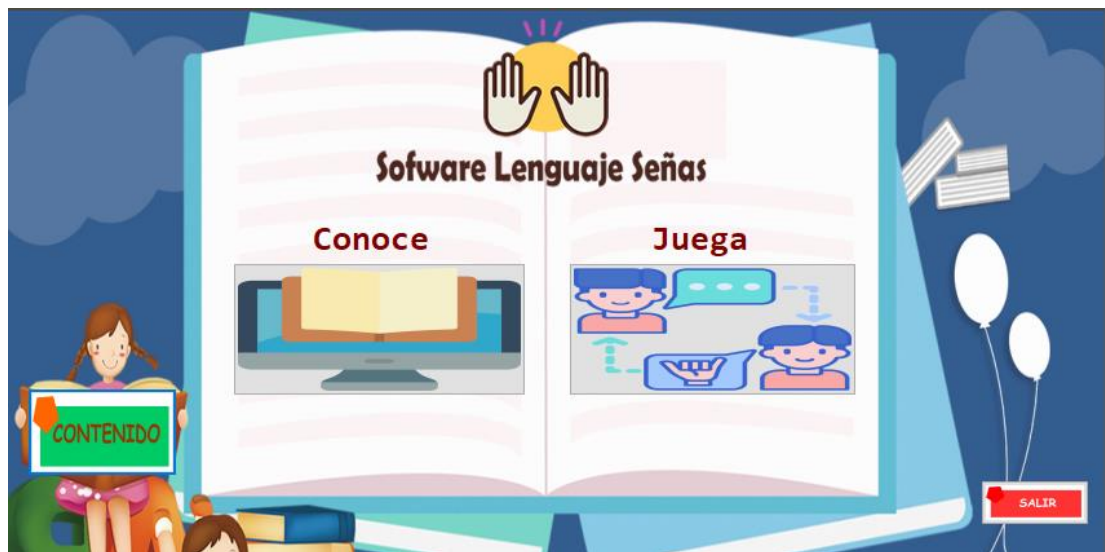 Sofware Lenguaje Señas
Conoce
Juega
CONTENIDO
SALIR